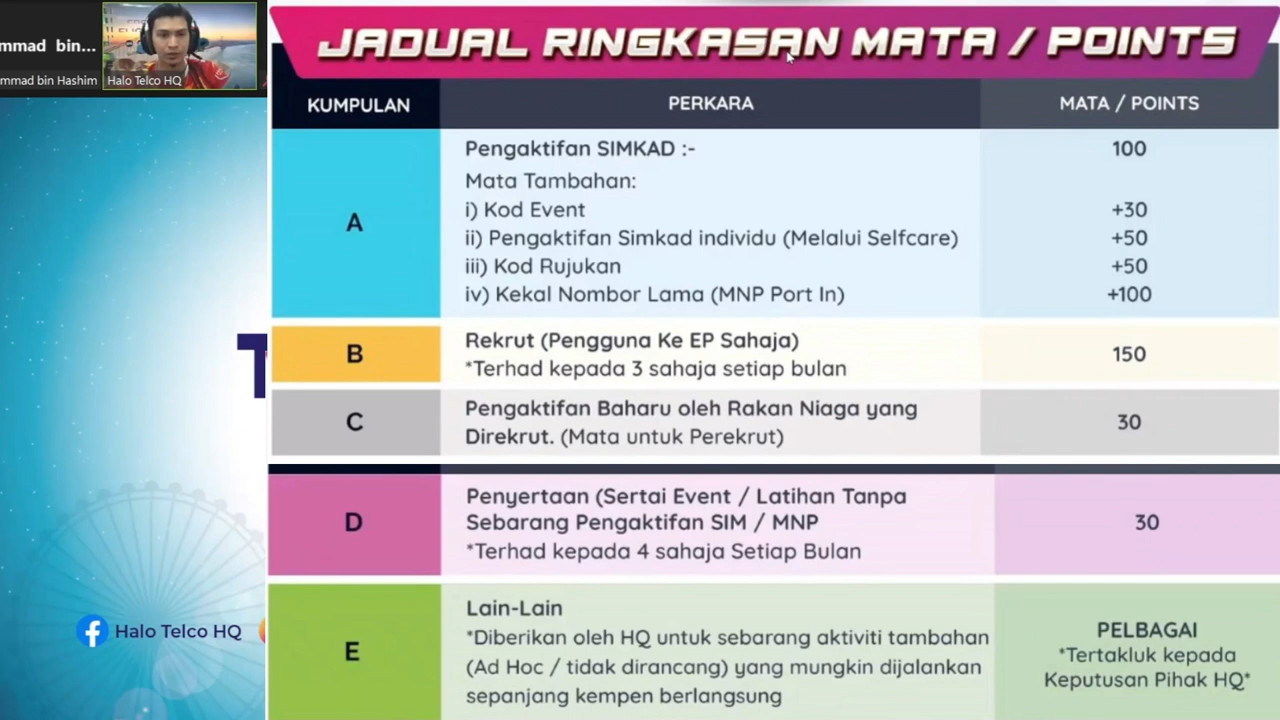 mmad bin...
mmad bin Hashim
Halo Telco HQ
JADUAL RINGKASAN MATA / POINTS
KUMPULAN PERKARA MATA / POINTS
A
Pengaktifan SIMKAD :- 100
Mata Tambahan:
i) Kod Event +30
ii) Pengaktifan Simkad individu (Melalui Selfcare) +50
iii) Kod Rujukan +50
iv) Kekal Nombor Lama (MNP Port In) +100
B
Rekrut (Pengguna Ke EP Sahaja)
*Terhad kepada 3 sahaja setiap bulan
150
C
Pengaktifan Baharu oleh Rakan Niaga yang
Direkrut. (Mata untuk Perekrut)
30
D
Penyertaan (Sertai Event / Latihan Tanpa
Sebarang Pengaktifan SIM / MNP
*Terhad kepada 4 sahaja Setiap Bulan
30
E
Lain-Lain
*Diberikan oleh HQ untuk sebarang aktiviti tambahan
(Ad Hoc / tidak dirancang) yang mungkin dijalankan
sepanjang kempen berlangsung
PELBAGAI
*Tertakluk kepada
Keputusan Pihak HQ*
T
Halo Telco HQ